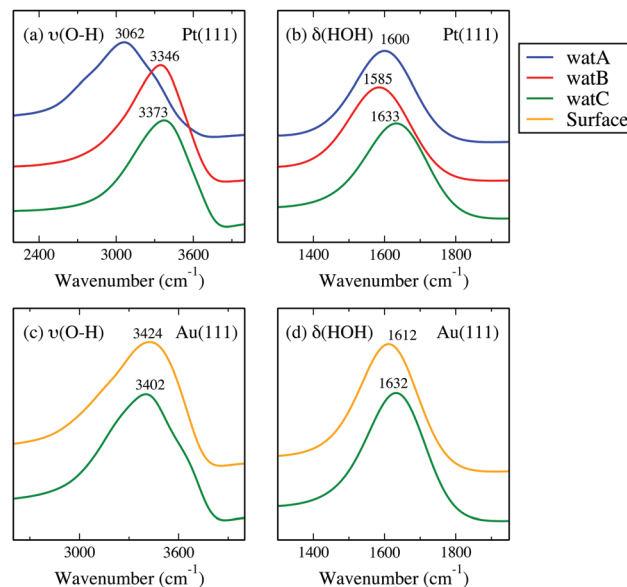 (a) υ(O-H) 3062 Pt(111)
3346
3373
2400 3000 3600
Wavenumber (cm⁻¹)
(b) δ(HOH) Pt(111)
1600
1585
1633
1400 1600 1800
Wavenumber (cm⁻¹)
watA
watB
watC
Surface
(c) υ(O-H) Au(111)
3424
3402
3000 3600
Wavenumber (cm⁻¹)
(d) δ(HOH) Au(111)
1612
1632
1400 1600 1800
Wavenumber (cm⁻¹)